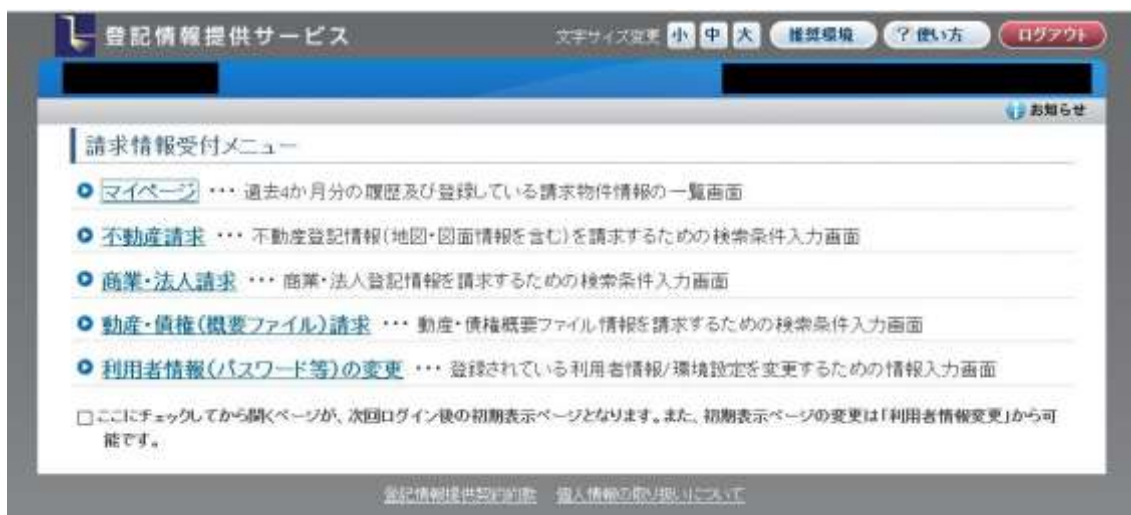 登記情報提供サービス
文字サイズ変更 小 中 大 推奨環境 ? 使い方 ログアウト
お知らせ
請求情報受付メニュー
マイページ ・・・ 過去4か月分の履歴及び登録している請求物件情報の一覧画面
不動産請求 ・・・ 不動産登記情報(地図・図面情報を含む)を請求するための検索条件入力画面
商業・法人請求 ・・・ 商業・法人登記情報を請求するための検索条件入力画面
動産・債権(概要ファイル)請求 ・・・ 動産・債権概要ファイル情報を請求するための検索条件入力画面
利用者情報(パスワード等)の変更 ・・・ 登録されている利用者情報/環境設定を変更するための情報入力画面
ここにチェックしてから開くページが、次回ログイン後の初期表示ページとなります。また、初期表示ページの変更は「利用者情報変更」から可
能です。
登記情報提供契約約款 個人情報の取り扱いについて